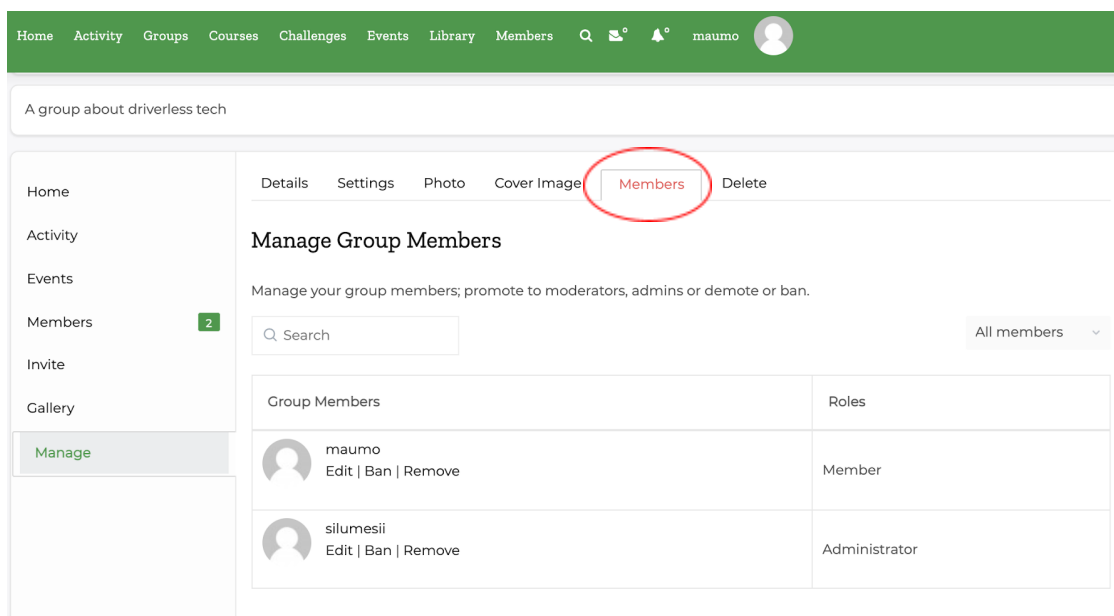 Home Activity Groups Courses Challenges Events Library Members 0 0 maumo
A group about driverless tech
Home
Activity
Events
Members 2
Invite
Gallery
Manage
Details Settings Photo Cover Image Members Delete
Manage Group Members
Manage your group members; promote to moderators, admins or demote or ban.
Search
All members
Group Members Roles
maumo
Edit | Ban | Remove
Member
silumesii
Edit | Ban | Remove
Administrator